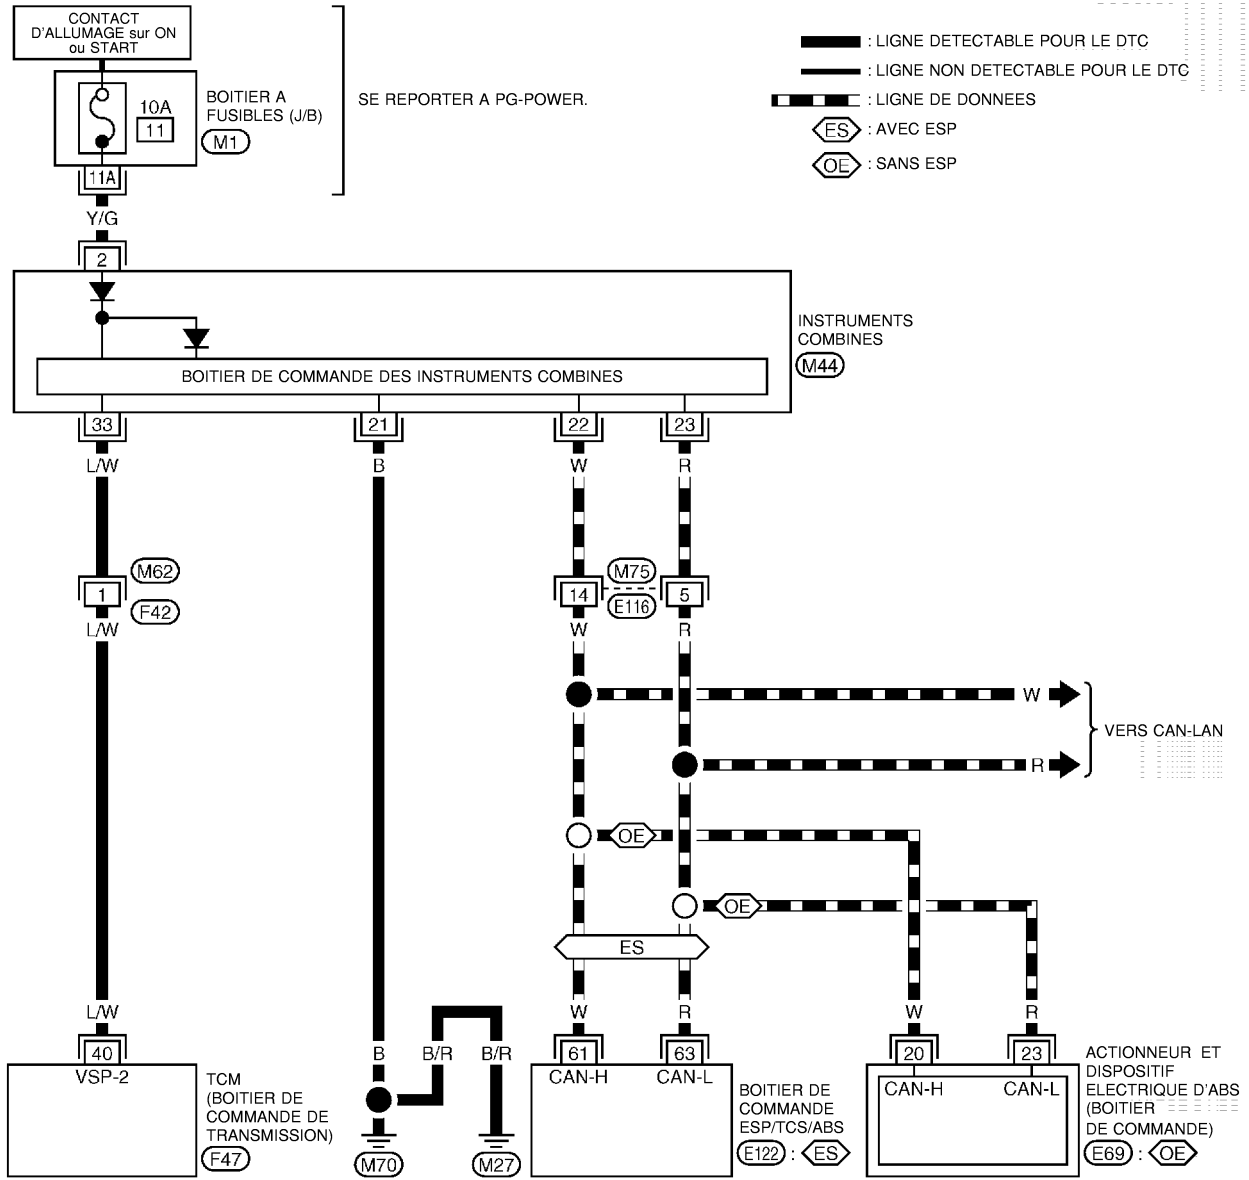 CONTACT
D'ALLUMAGE sur ON
ou START
: LIGNE DETECTABLE POUR LE DTC
: LIGNE NON DETECTABLE POUR LE DTC
: LIGNE DE DONNEES
ES : AVEC ESP
OE : SANS ESP
10A
11
BOITIER A
FUSIBLES (J/B)
M1
SE REPORTER A PG-POWER.
11A
Y/G
2
INSTRUMENTS
COMBINES
M44
BOITIER DE COMMANDE DES INSTRUMENTS COMBINES
33
21
22
23
L/W
B
W
R
M62
M75
1
14
5
F42
E116
L/W
W
R
W
VERS CAN-LAN
R
OE
OE
ES
L/W
W
R
W
R
40
B
B/R
B/R
61
63
20
23
VSP-2
CAN-H
CAN-L
CAN-H
CAN-L
TCM
(BOITIER DE
COMMANDE DE
TRANSMISSION)
F47
M70
M27
BOITIER DE
COMMANDE
ESP/TCS/ABS
E122 : ES
ACTIONNEUR ET
DISPOSITIF
ELECTRIQUE D'ABS
(BOITIER
DE COMMANDE)
E69 : OE